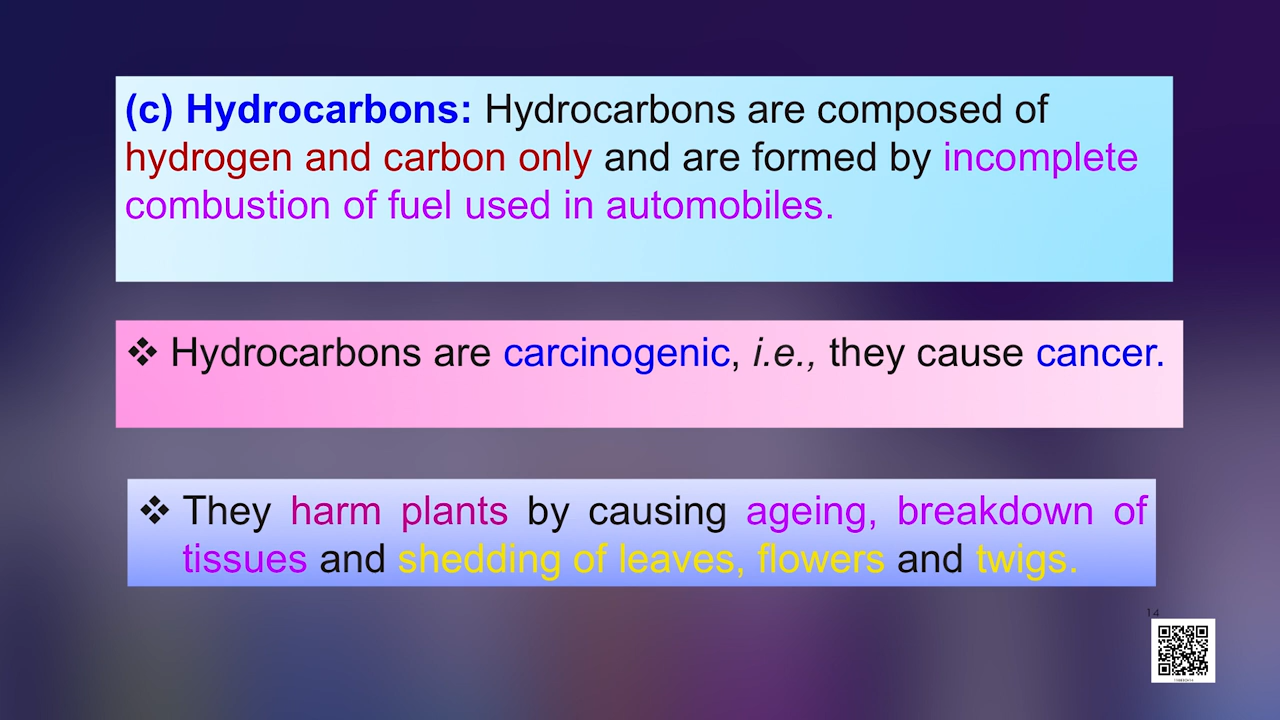 (c) Hydrocarbons: Hydrocarbons are composed of
hydrogen and carbon only and are formed by incomplete
combustion of fuel used in automobiles.
❖ Hydrocarbons are carcinogenic, i.e., they cause cancer.
❖ They harm plants by causing ageing, breakdown of
tissues and shedding of leaves, flowers and twigs.
14